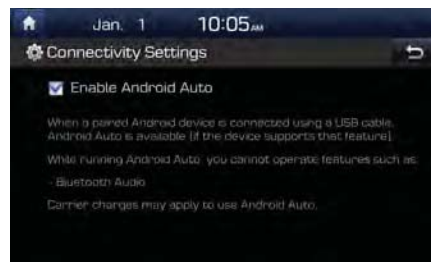 Jan. 1 10:05 AM
Connectivity Settings
Enable Android Auto
When a paired Android device is connected using a USB cable,
Android Auto is available (if the device supports that feature).
While running Android Auto, you cannot operate features such as:
- Bluetooth Audio
Carrier charges may apply to use Android Auto.